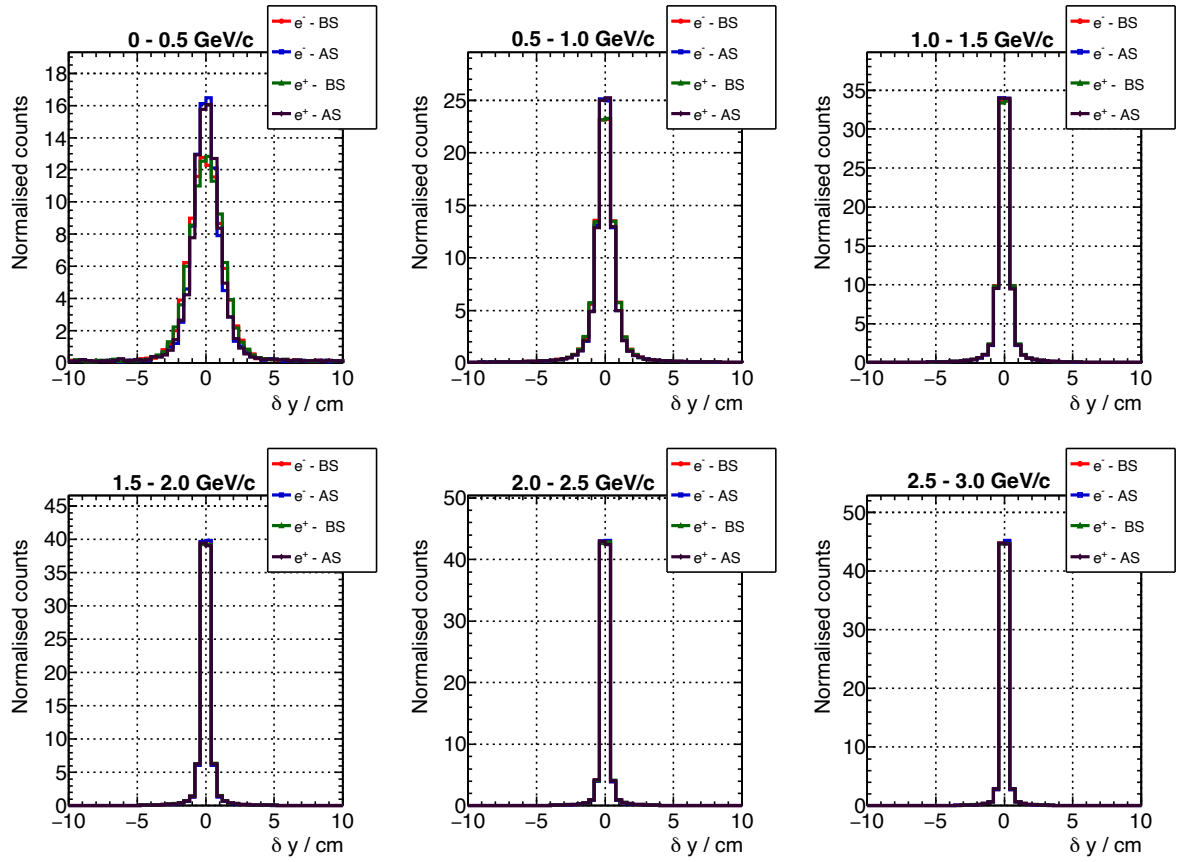 0 - 0.5 GeV/c
e⁻ - BS
e⁻ - AS
e⁺ - BS
e⁺ - AS
Normalised counts
18
16
14
12
10
8
6
4
2
0
−10 −5 0 5 10
δ y / cm
0.5 - 1.0 GeV/c
e⁻ - BS
e⁻ - AS
e⁺ - BS
e⁺ - AS
Normalised counts
25
20
15
10
5
0
−10 −5 0 5 10
δ y / cm
1.0 - 1.5 GeV/c
e⁻ - BS
e⁻ - AS
e⁺ - BS
e⁺ - AS
Normalised counts
35
30
25
20
15
10
5
0
−10 −5 0 5 10
δ y / cm
1.5 - 2.0 GeV/c
e⁻ - BS
e⁻ - AS
e⁺ - BS
e⁺ - AS
Normalised counts
45
40
35
30
25
20
15
10
5
0
−10 −5 0 5 10
δ y / cm
2.0 - 2.5 GeV/c
e⁻ - BS
e⁻ - AS
e⁺ - BS
e⁺ - AS
Normalised counts
50
40
30
20
10
0
−10 −5 0 5 10
δ y / cm
2.5 - 3.0 GeV/c
e⁻ - BS
e⁻ - AS
e⁺ - BS
e⁺ - AS
Normalised counts
50
40
30
20
10
0
−10 −5 0 5 10
δ y / cm